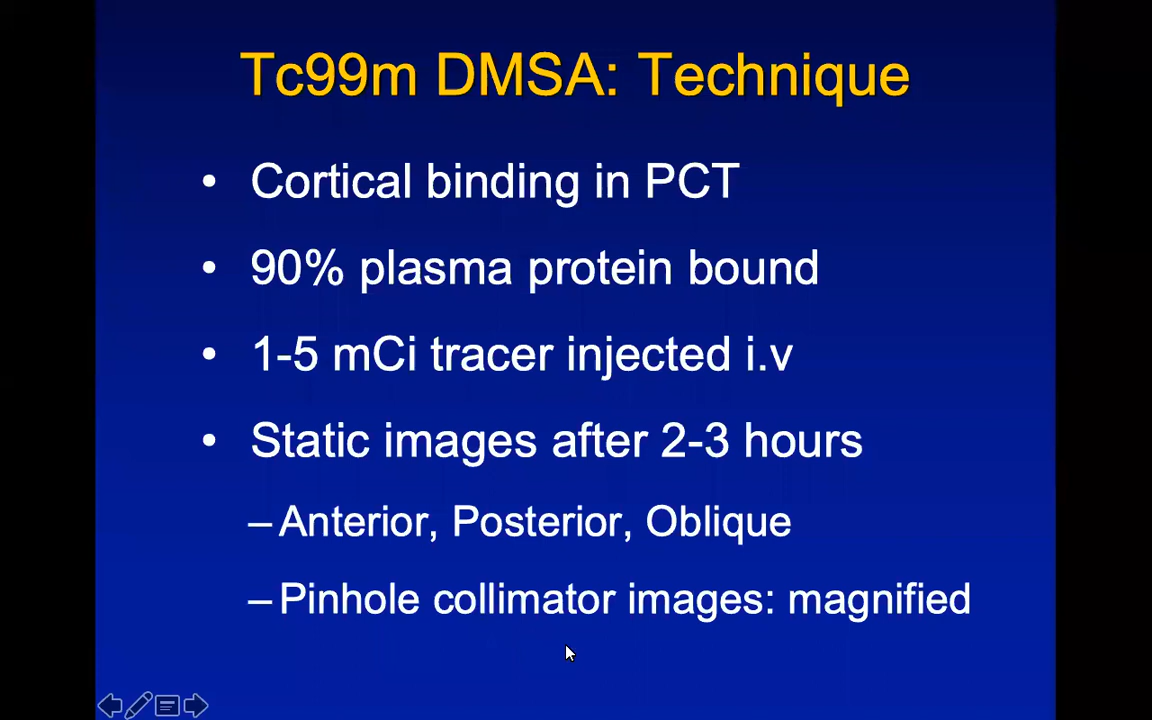 Tc99m DMSA: Technique
• Cortical binding in PCT
• 90% plasma protein bound
• 1-5 mCi tracer injected i.v
• Static images after 2-3 hours
–Anterior, Posterior, Oblique
–Pinhole collimator images: magnified